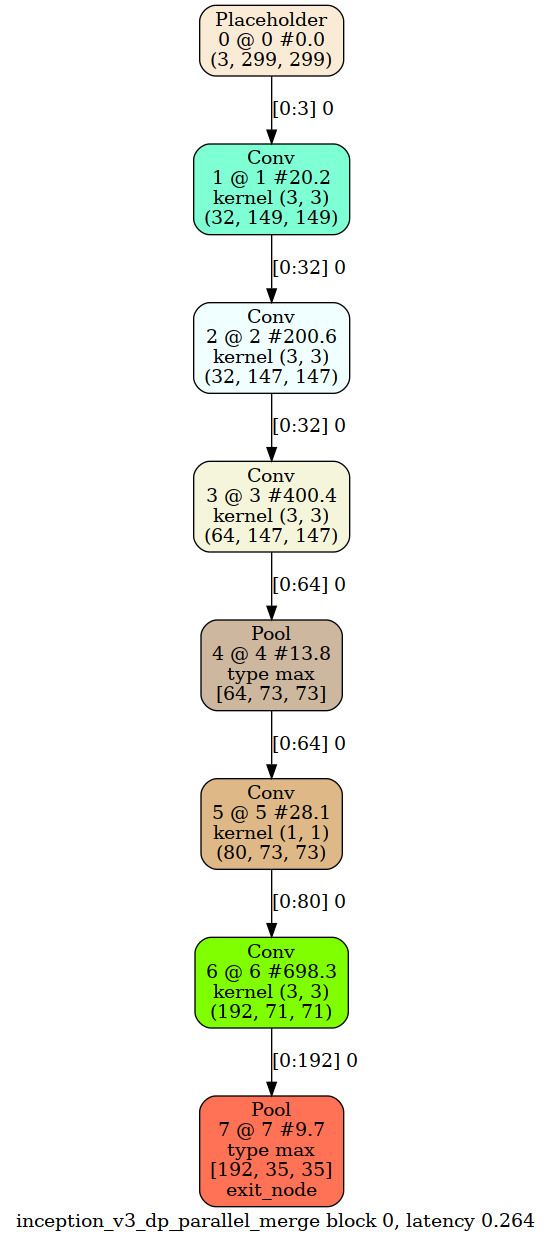 Placeholder
0 @ 0 #0.0
(3, 299, 299)
[0:3] 0
Conv
1 @ 1 #20.2
kernel (3, 3)
(32, 149, 149)
[0:32] 0
Conv
2 @ 2 #200.6
kernel (3, 3)
(32, 147, 147)
[0:32] 0
Conv
3 @ 3 #400.4
kernel (3, 3)
(64, 147, 147)
[0:64] 0
Pool
4 @ 4 #13.8
type max
[64, 73, 73]
[0:64] 0
Conv
5 @ 5 #28.1
kernel (1, 1)
(80, 73, 73)
[0:80] 0
Conv
6 @ 6 #698.3
kernel (3, 3)
(192, 71, 71)
[0:192] 0
Pool
7 @ 7 #9.7
type max
[192, 35, 35]
exit_node
inception_v3_dp_parallel_merge block 0, latency 0.264